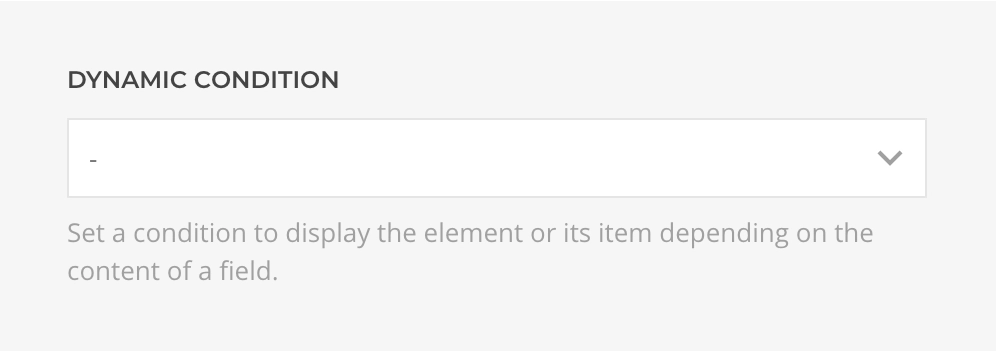 DYNAMIC CONDITION
-
Set a condition to display the element or its item depending on the
content of a field.